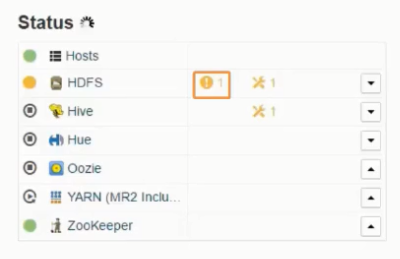 Status
Hosts
HDFS 1 1
Hive 1
Hue
Oozie
YARN (MR2 Inclu...
ZooKeeper